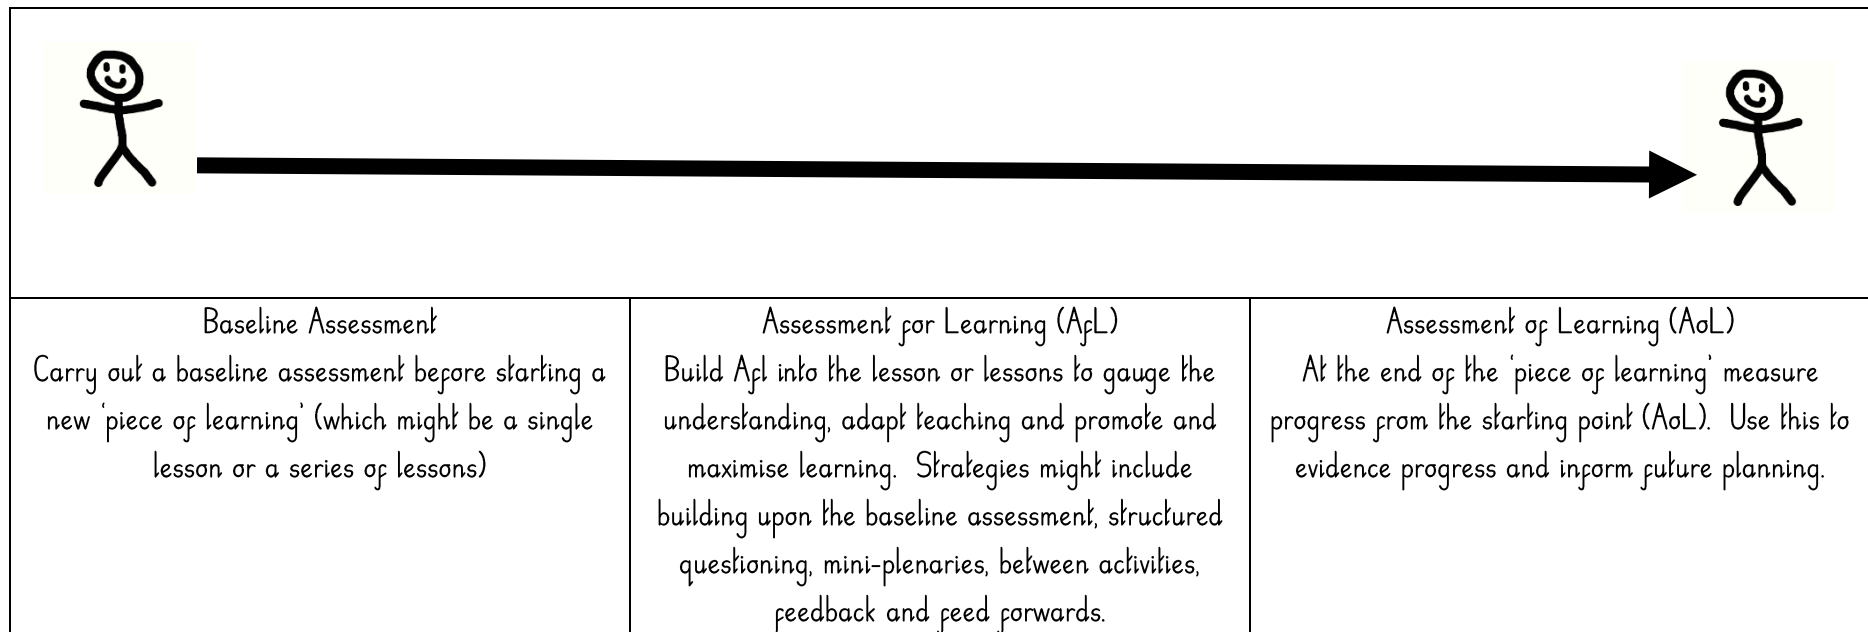 Baseline Assessment
Carry out a baseline assessment before starting a
new ‘piece of learning’ (which might be a single
lesson or a series of lessons)
Assessment for Learning (AfL)
Build Afl into the lesson or lessons to gauge the
understanding, adapt teaching and promote and
maximise learning.  Strategies might include
building upon the baseline assessment, structured
questioning, mini-plenaries, between activities,
feedback and feed forwards.
Assessment of Learning (AoL)
At the end of the ‘piece of learning’ measure
progress from the starting point (AoL).  Use this to
evidence progress and inform future planning.